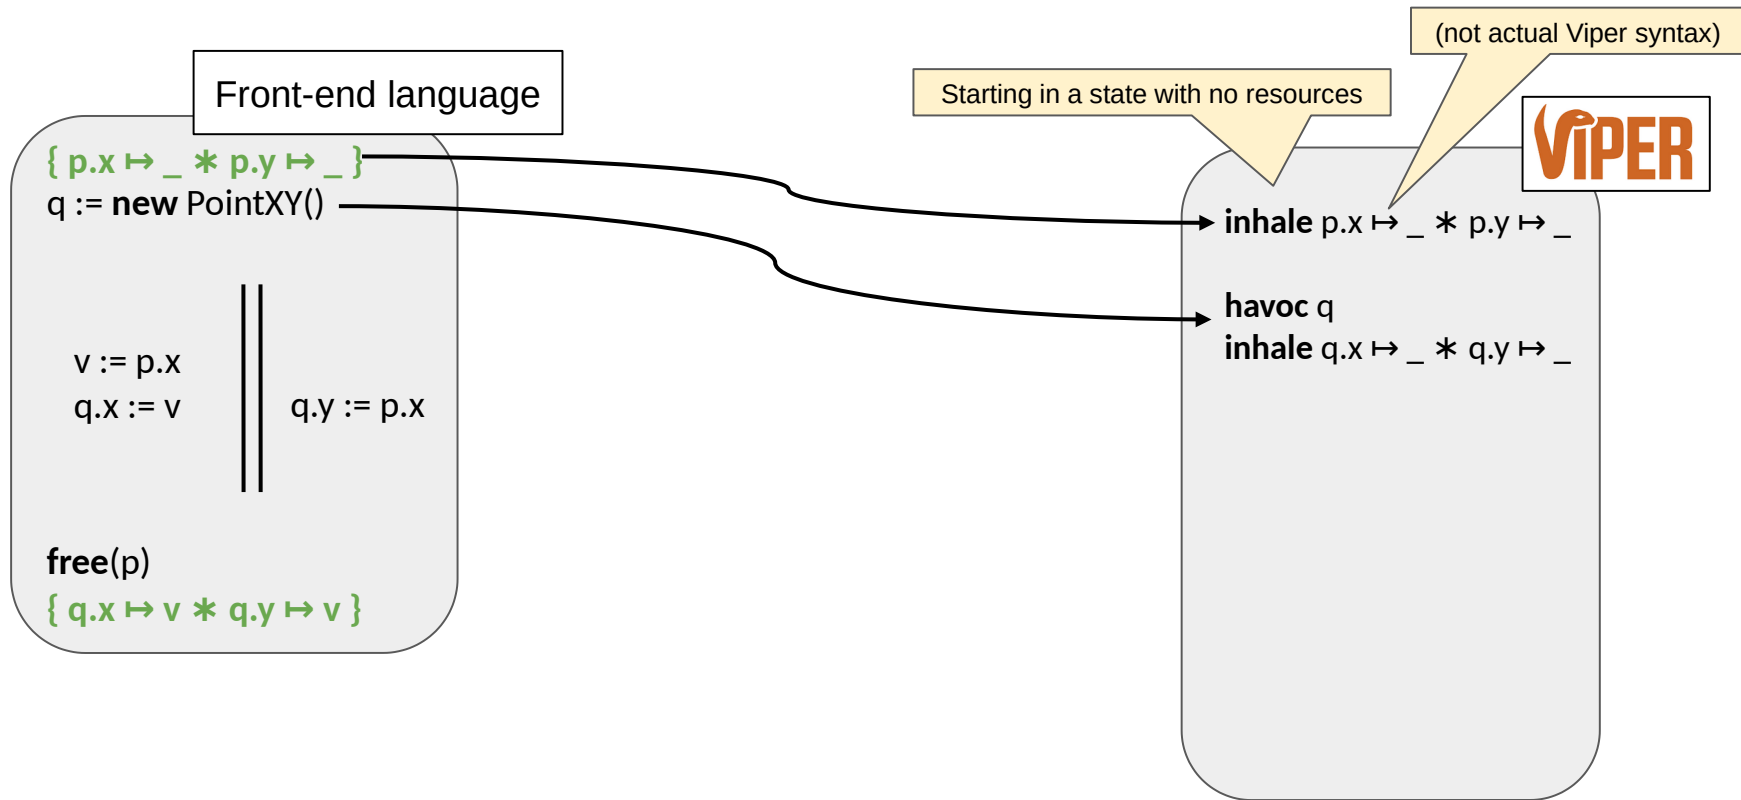 (not actual Viper syntax)
Front-end language
Starting in a state with no resources
VIPER
{ p.x ↦ _ ∗ p.y ↦ _ }
q := new PointXY()
inhale p.x ↦ _ ∗ p.y ↦ _
havoc q
inhale q.x ↦ _ ∗ q.y ↦ _
v := p.x
q.x := v
q.y := p.x
free(p)
{ q.x ↦ v ∗ q.y ↦ v }